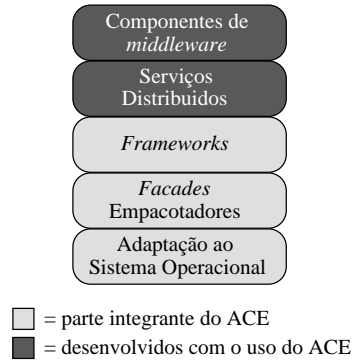 Componentes de
middleware
Serviços
Distribuidos
Frameworks
Facades
Empacotadores
Adaptação ao
Sistema Operacional
= parte integrante do ACE
= desenvolvidos com o uso do ACE